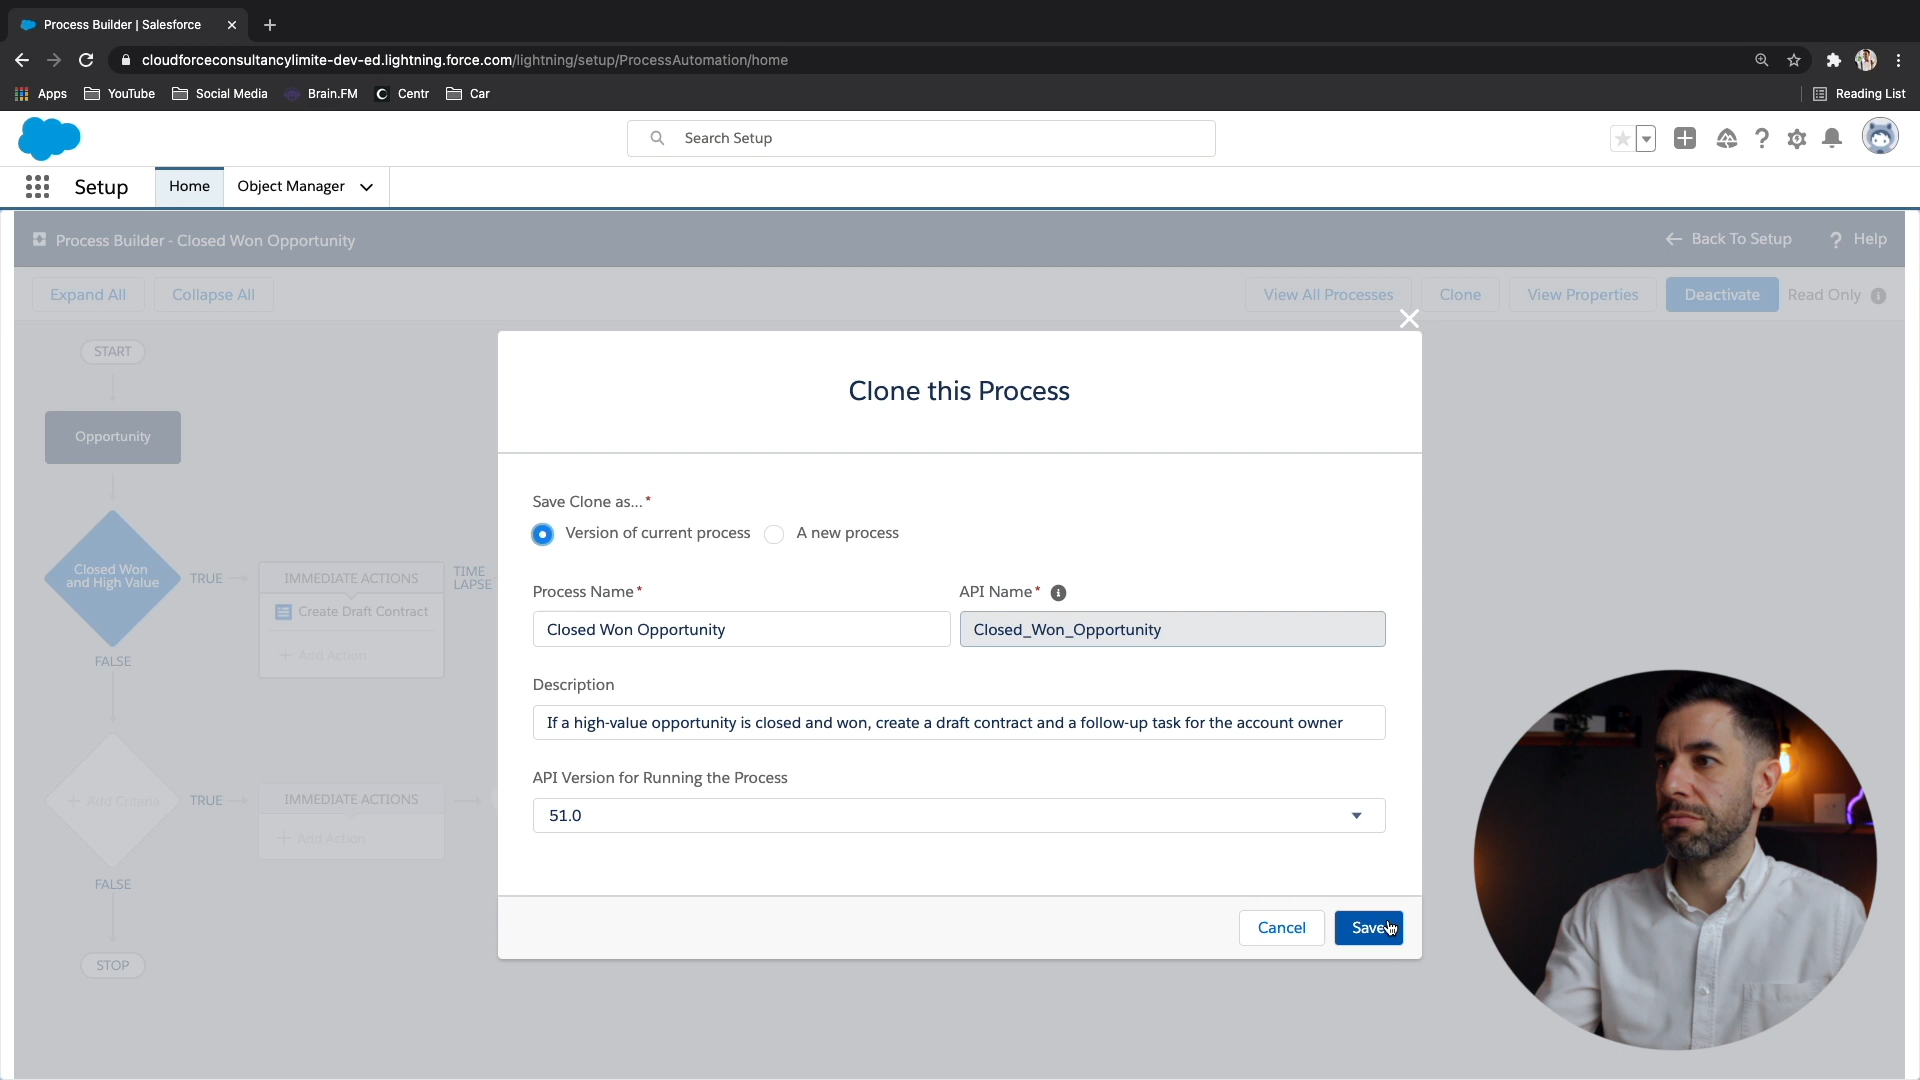 Process Builder | Salesforce
cloudforceconsultancylimite-dev-ed.lightning.force.com/lightning/setup/ProcessAutomation/home
Apps YouTube Social Media Brain.FM Centr Car Reading List
Search Setup
Setup Home Object Manager
Process Builder - Closed Won Opportunity Back To Setup ? Help
Expand All Collapse All View All Processes Clone View Properties Deactivate Read Only
START
Clone this Process
Opportunity
Save Clone as... *
Version of current process A new process
Closed Won
and High Value
TRUE
IMMEDIATE ACTIONS
TIME
LAPSE
Create Draft Contract
+ Add Action
FALSE
Process Name *
API Name *
Closed Won Opportunity
Closed_Won_Opportunity
Description
If a high-value opportunity is closed and won, create a draft contract and a follow-up task for the account owner
API Version for Running the Process
51.0
+ Add Criteria
TRUE
IMMEDIATE ACTIONS
+ Add Action
FALSE
Cancel Save
STOP